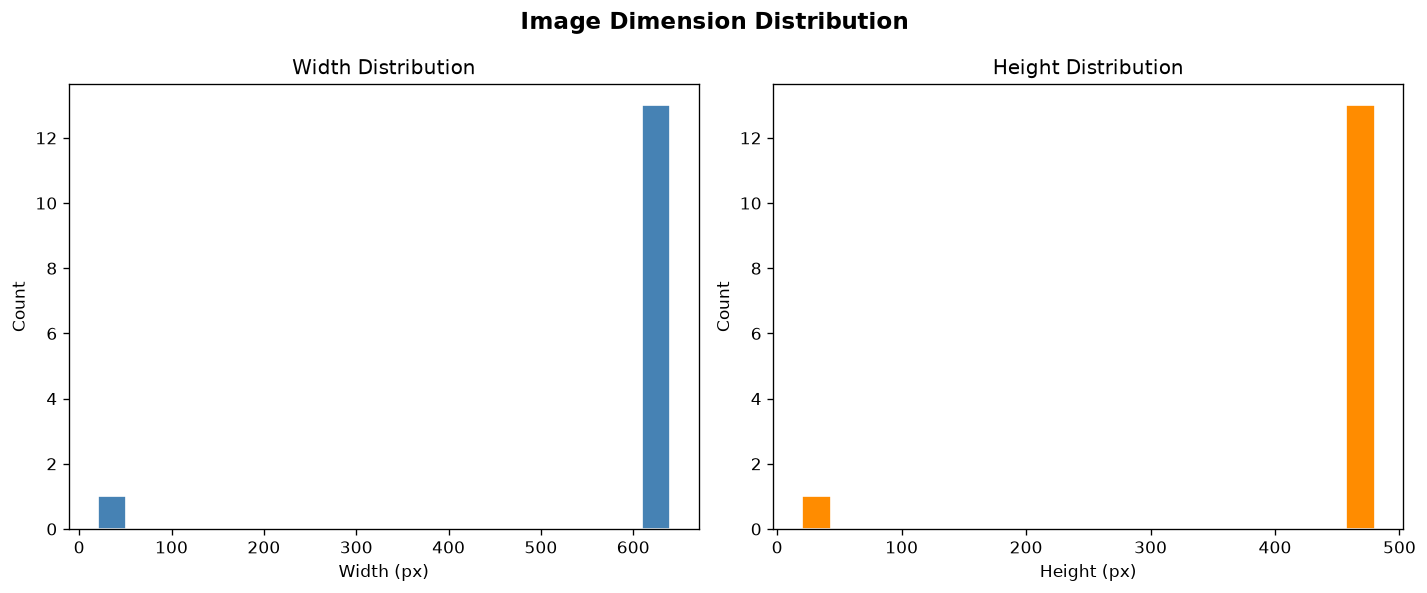 Image Dimension Distribution
Width Distribution
Count
12
10
8
6
4
2
0
0 100 200 300 400 500 600
Width (px)
Height Distribution
Count
12
10
8
6
4
2
0
0 100 200 300 400 500
Height (px)